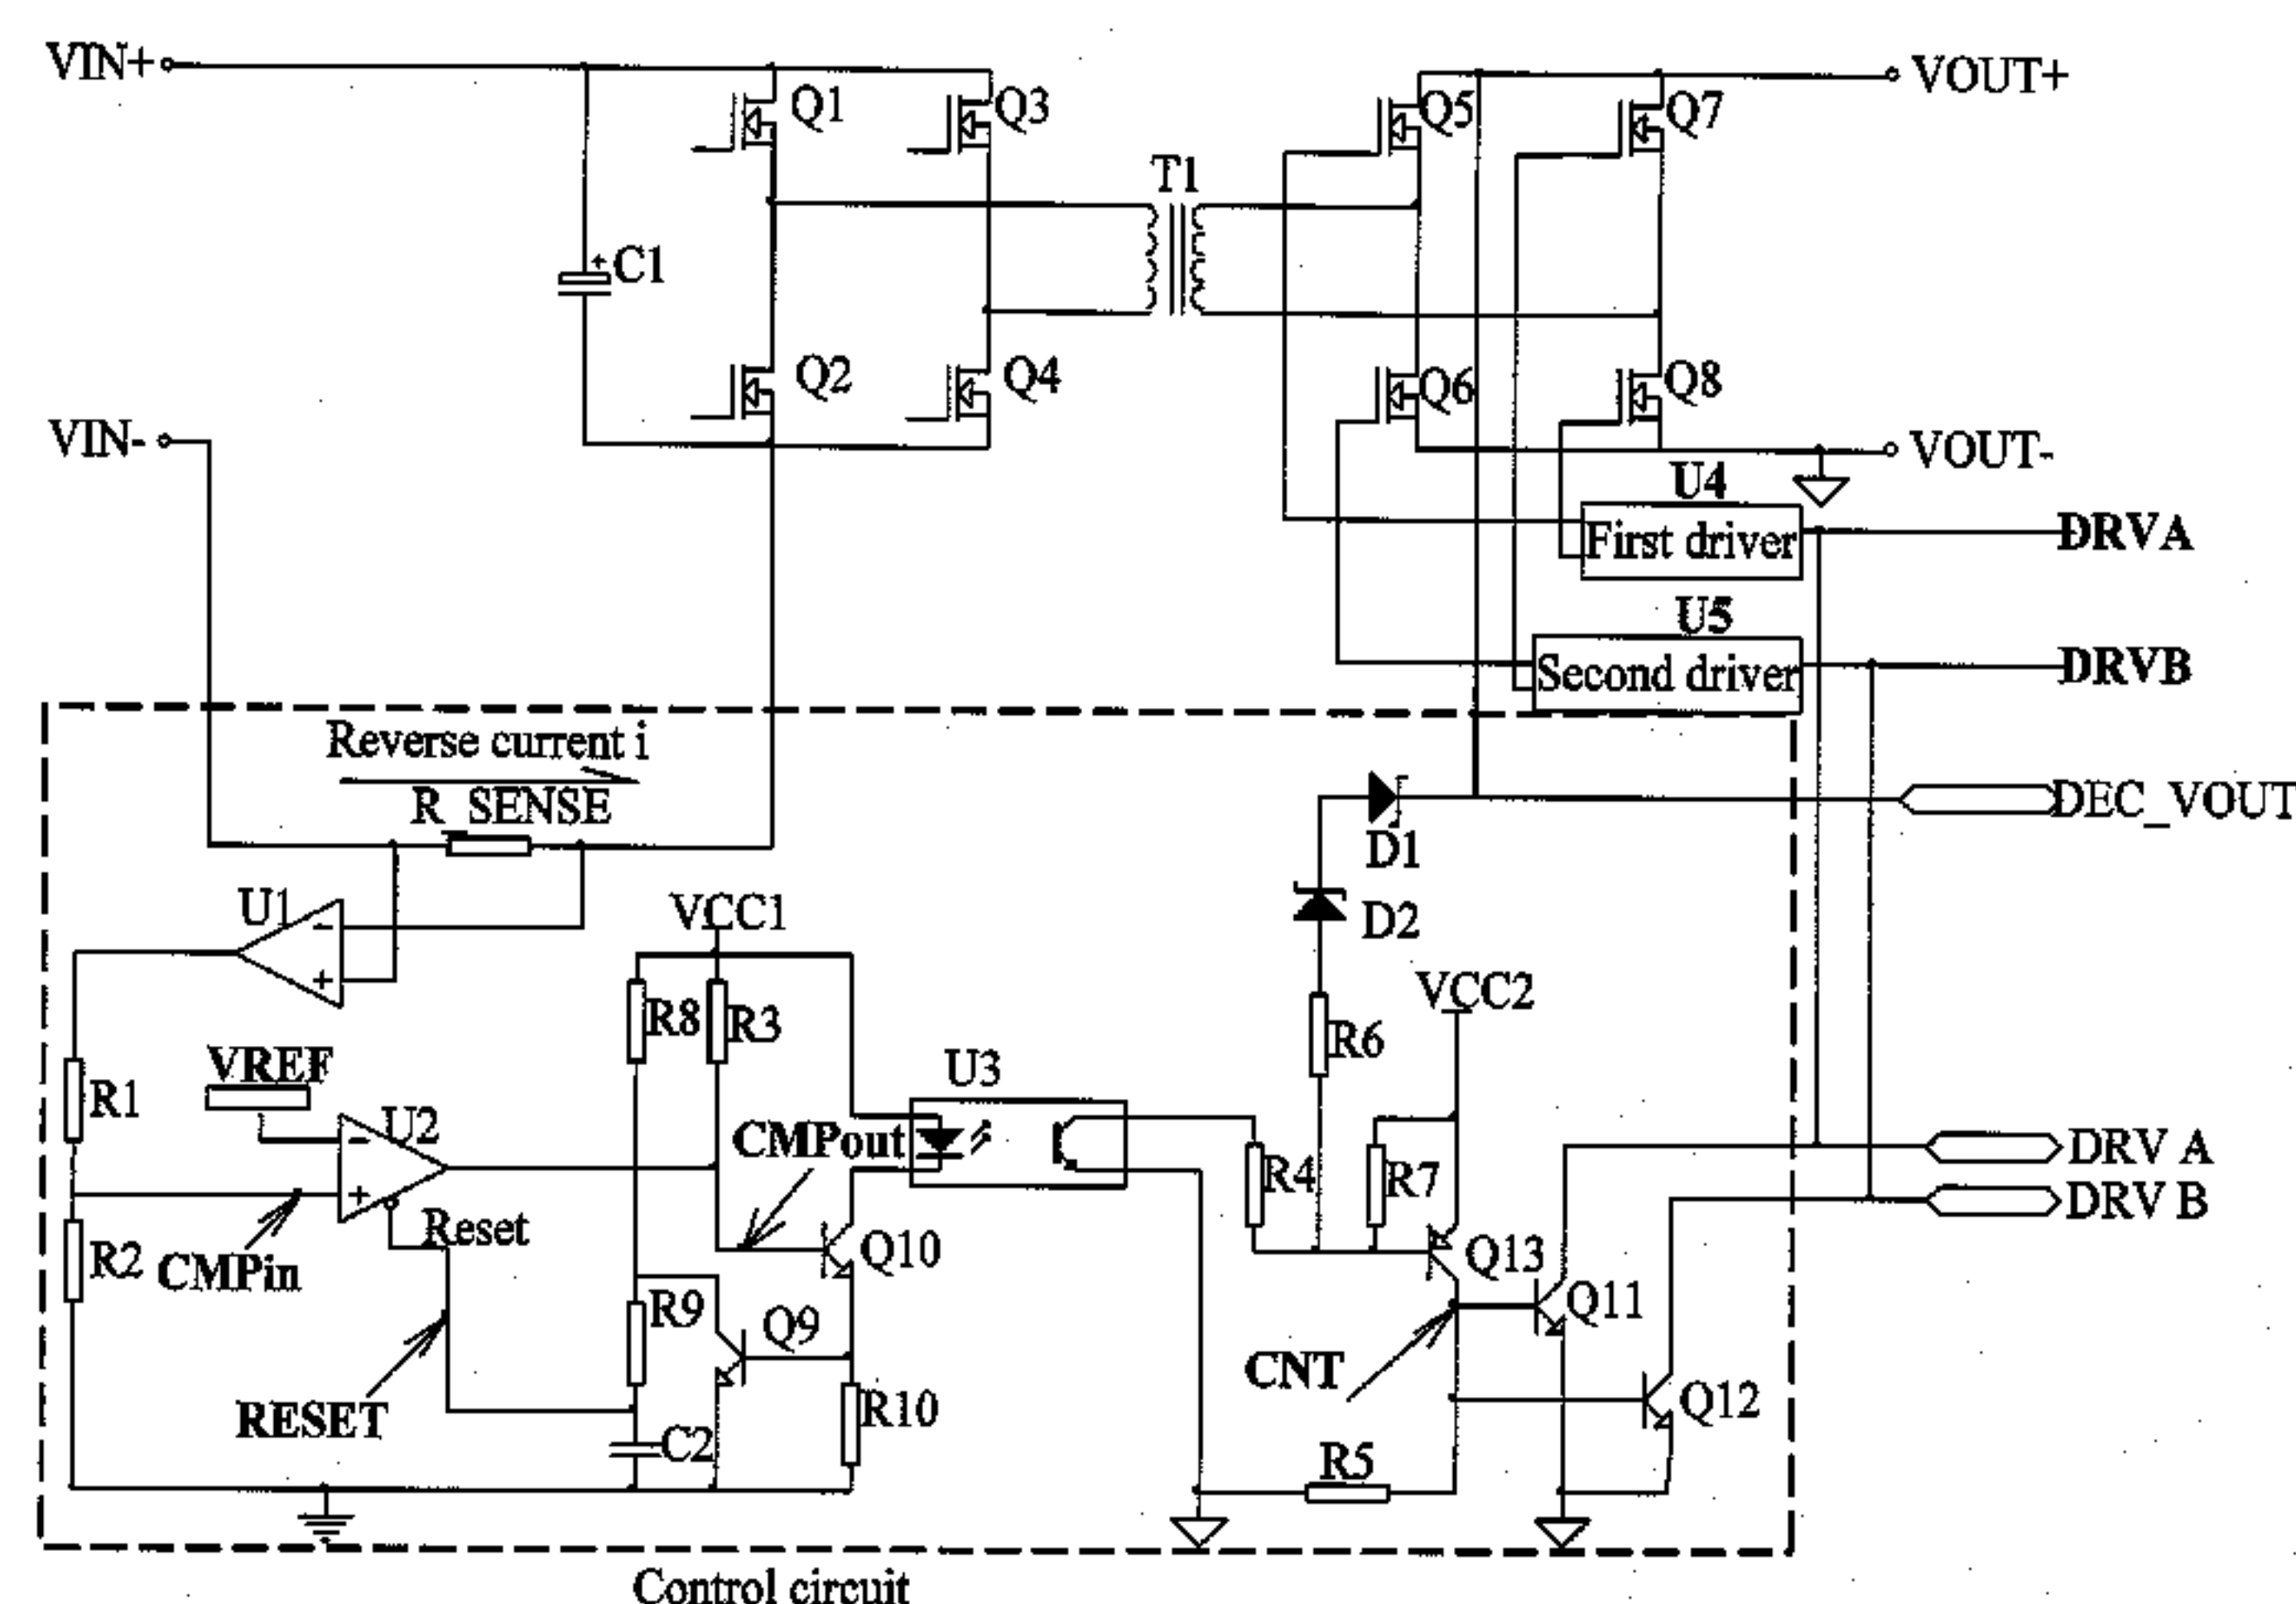 VIN+
Q1
Q3
Q5
Q7
VOUT+
T1
C1
Q2
Q4
Q6
Q8
VIN-
VOUT-
U4
First driver
DRVA
U5
Second driver
DRVB
Reverse current i
R_SENSE
D1
DEC_VOUT
U1
-
+
VCC1
D2
VCC2
R8
R3
R6
VREF
R1
U2
-
+
CMPout
U3
R4
R7
DRV A
DRV B
Reset
R2
CMPin
Q10
Q13
Q11
R9
Q9
CNT
RESET
R10
Q12
C2
R5
Control circuit